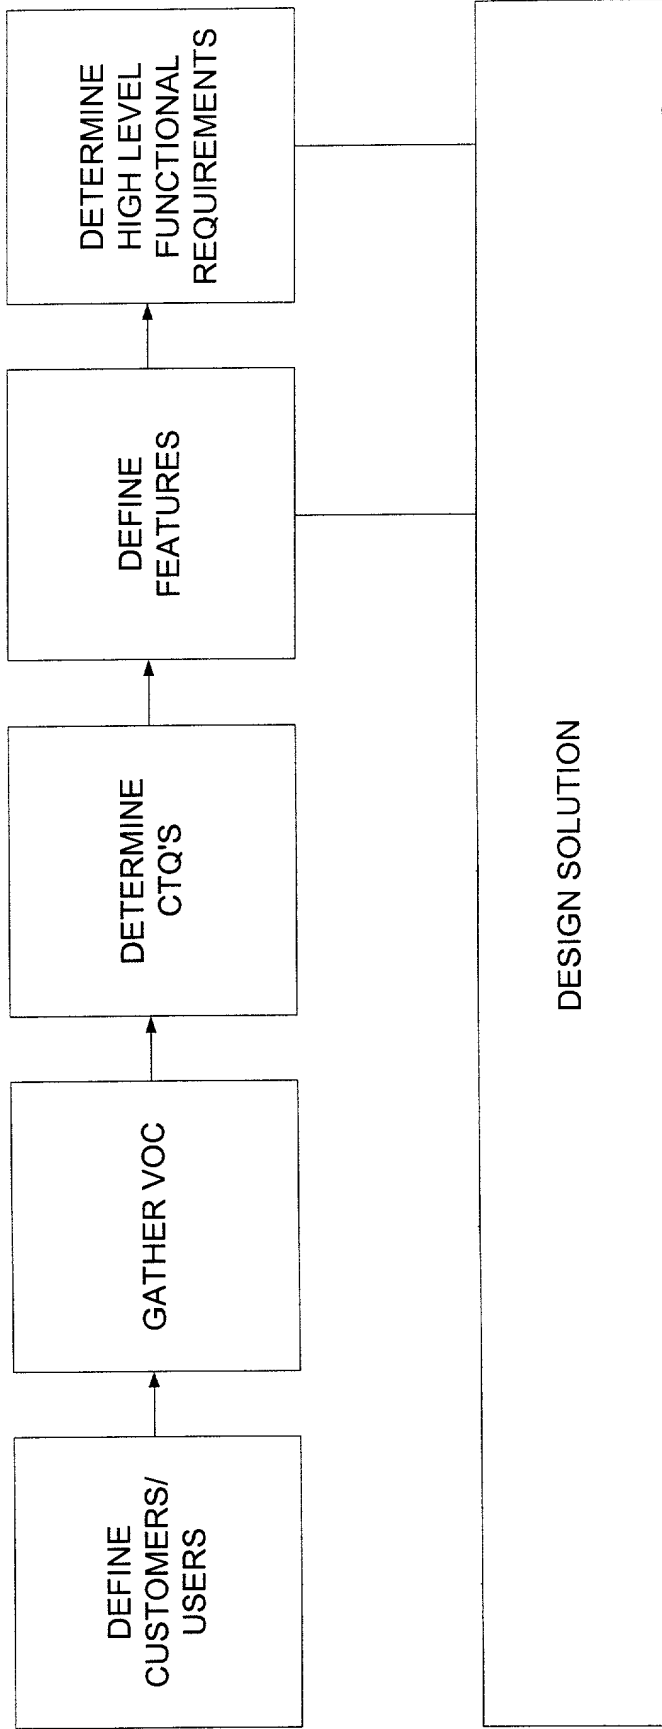 DEFINE
CUSTOMERS/
USERS
GATHER VOC
DETERMINE
CTQ'S
DEFINE
FEATURES
DETERMINE
HIGH LEVEL
FUNCTIONAL
REQUIREMENTS
DESIGN SOLUTION